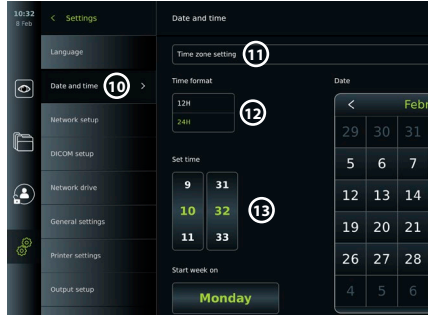 10:32
8 Feb
< Settings
Date and time
Language
Date and time 10 >
Network setup
DICOM setup
Network drive
General settings
Printer settings
Output setup
Time zone setting 11
Time format
12H
24H
12
Set time
9 31
10 32
11 33
13
Start week on
Monday
Date
< Febr
29 30 31
5 6 7
12 13 14
19 20 21
26 27 28
4 5 6